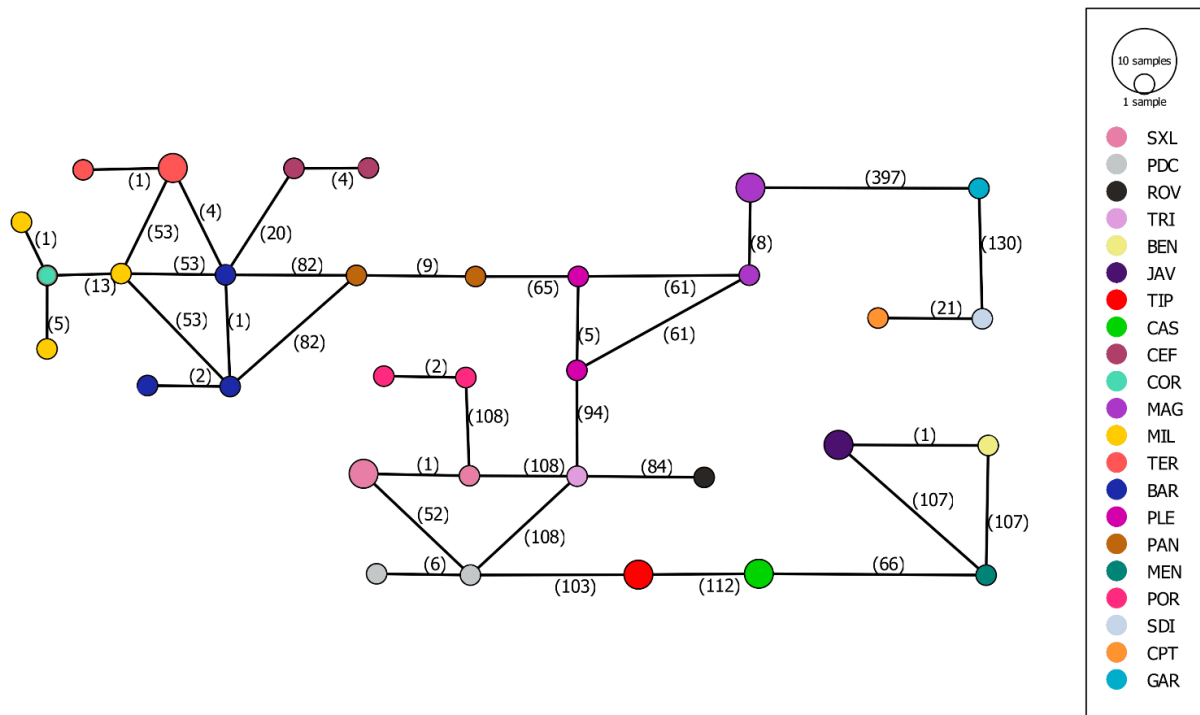 10 samples
1 sample
SXL
PDC
ROV
TRI
BEN
JAV
TIP
CAS
CEF
COR
MAG
MIL
TER
BAR
PLE
PAN
MEN
POR
SDI
CPT
GAR
(1)
(4)
(397)
(1)
(53)
(4)
(20)
(8)
(130)
(13)
(53)
(82)
(9)
(65)
(61)
(5)
(53)
(1)
(82)
(5)
(61)
(21)
(2)
(2)
(108)
(94)
(1)
(1)
(108)
(84)
(52)
(108)
(107)
(107)
(6)
(103)
(112)
(66)